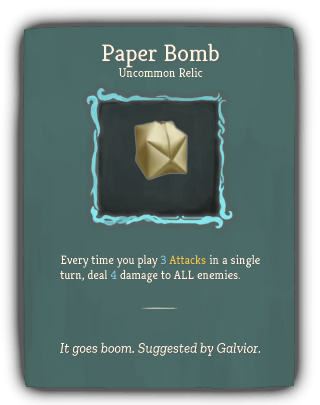 Paper Bomb
Uncommon Relic
Every time you play 3 Attacks in a single
turn, deal 4 damage to ALL enemies.
It goes boom. Suggested by Galvior.